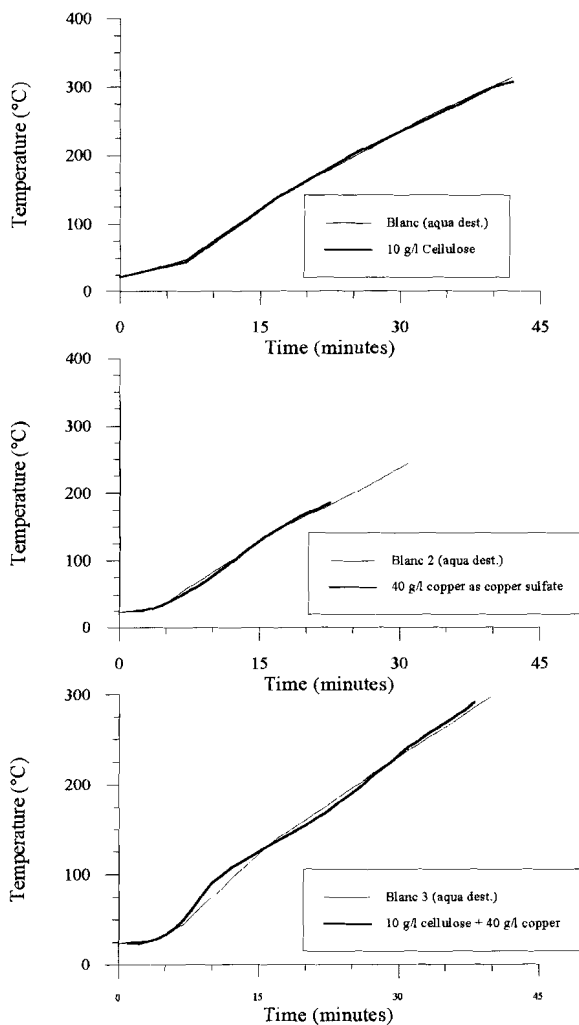 400
300
200
100
0
Temperature (°C)
Blanc (aqua dest.)
10 g/l Cellulose
0 15 30 45
Time (minutes)
400
300
200
100
0
Temperature (°C)
Blanc 2 (aqua dest.)
40 g/l copper as copper sulfate
0 15 30 45
Time (minutes)
300
200
100
0
Temperature (°C)
Blanc 3 (aqua dest.)
10 g/l cellulose + 40 g/l copper
0 15 30 45
Time (minutes)